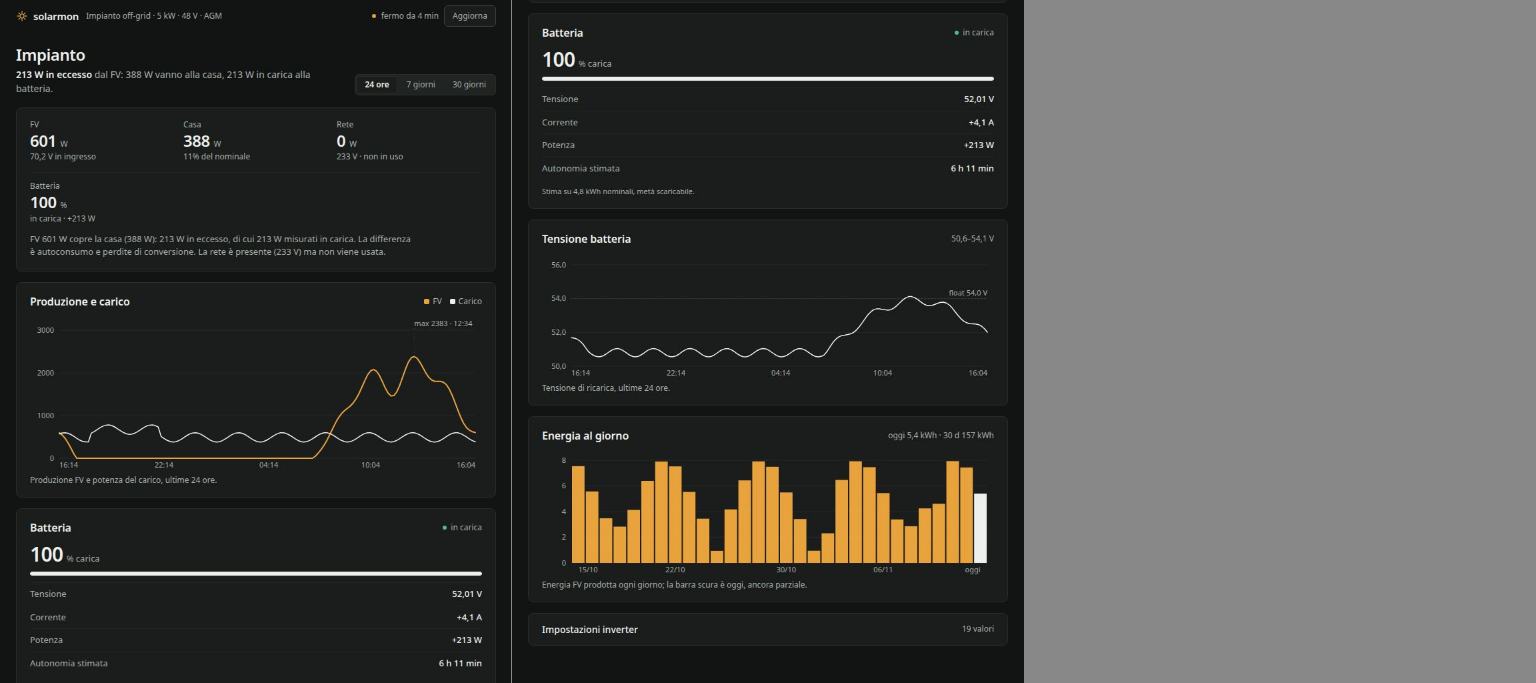 solarmon Impianto off-grid · 5 kW · 48 V · AGM
fermo da 4 min Aggiorna
Impianto
213 W in eccesso dal FV: 388 W vanno alla casa, 213 W in carica alla
batteria.
24 ore 7 giorni 30 giorni
FV Casa Rete
601 W 388 W 0 W
70,2 V in ingresso 11% del nominale 233 V · non in uso
Batteria
100 %
in carica · +213 W
FV 601 W copre la casa (388 W): 213 W in eccesso, di cui 213 W misurati in carica. La differenza
è autoconsumo e perdite di conversione. La rete è presente (233 V) ma non viene usata.
Produzione e carico FV Carico
max 2383 · 12:34
3000
2000
1000
0
16:14 22:14 04:14 10:04 16:04
Produzione FV e potenza del carico, ultime 24 ore.
Batteria in carica
100 % carica
Tensione 52,01 V
Corrente +4,1 A
Potenza +213 W
Autonomia stimata 6 h 11 min
Batteria in carica
100 % carica
Tensione 52,01 V
Corrente +4,1 A
Potenza +213 W
Autonomia stimata 6 h 11 min
Stima su 4,8 kWh nominali, metà scaricabile.
Tensione batteria 50,6–54,1 V
56,0
54,0 float 54,0 V
52,0
50,0
16:14 22:14 04:14 10:04 16:04
Tensione di ricarica, ultime 24 ore.
Energia al giorno oggi 5,4 kWh · 30 d 157 kWh
8
6
4
2
0
15/10 22/10 30/10 06/11 oggi
Energia FV prodotta ogni giorno; la barra scura è oggi, ancora parziale.
Impostazioni inverter 19 valori